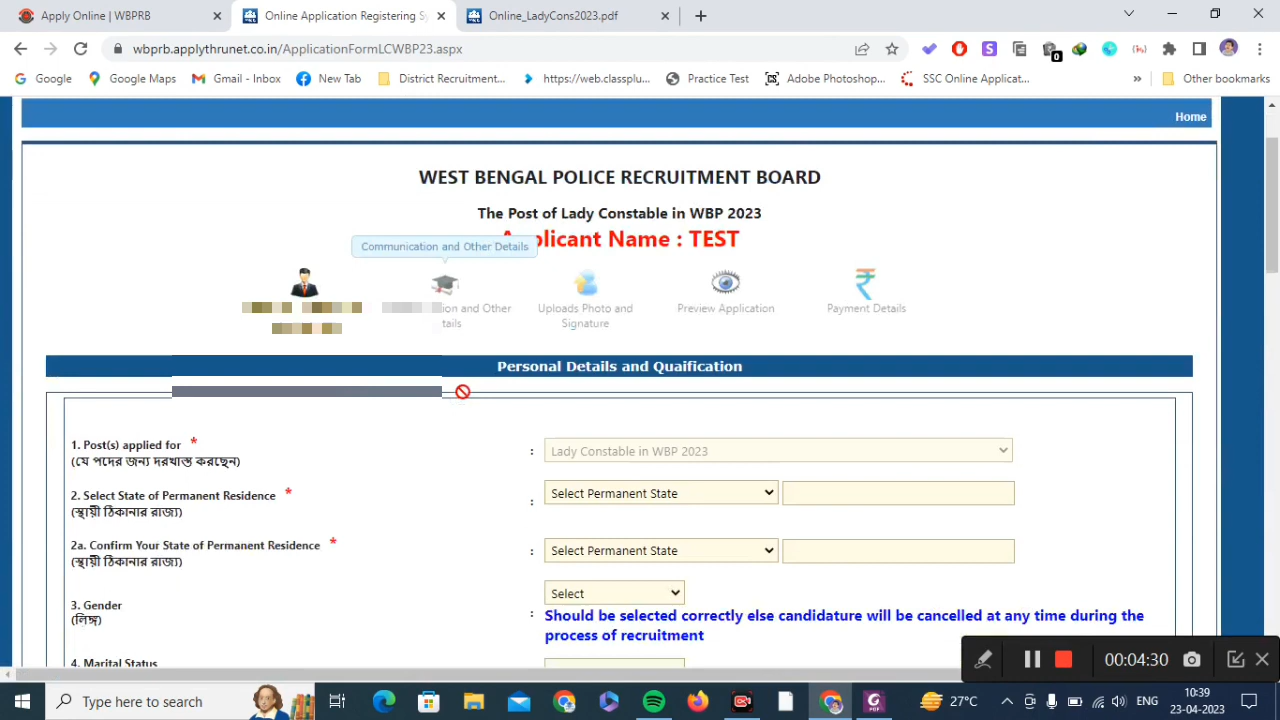 Apply Online | WBPRB
Online Application Registering Sy
Online_LadyCons2023.pdf
wbprb.applythrunet.co.in/ApplicationFormLCWBP23.aspx
Google
Google Maps
Gmail - Inbox
New Tab
District Recruitment...
https://web.classplu...
Practice Test
Adobe Photoshop...
SSC Online Applicat...
»
Other bookmarks
Home
WEST BENGAL POLICE RECRUITMENT BOARD
The Post of Lady Constable in WBP 2023
Applicant Name : TEST
Communication and Other Details
ion and Other
tails
Uploads Photo and
Signature
Preview Application
Payment Details
Personal Details and Quaification
1. Post(s) applied for *
(যে পদের জন্য দরখাস্ত করছেন)
: Lady Constable in WBP 2023
2. Select State of Permanent Residence *
(স্থায়ী ঠিকানার রাজ্য)
: Select Permanent State
2a. Confirm Your State of Permanent Residence *
(স্থায়ী ঠিকানার রাজ্য)
: Select Permanent State
3. Gender
(লিঙ্গ)
: Select
Should be selected correctly else candidature will be cancelled at any time during the
process of recruitment
4. Marital Status
00:04:30
Type here to search
27°C
ENG
10:39
23-04-2023